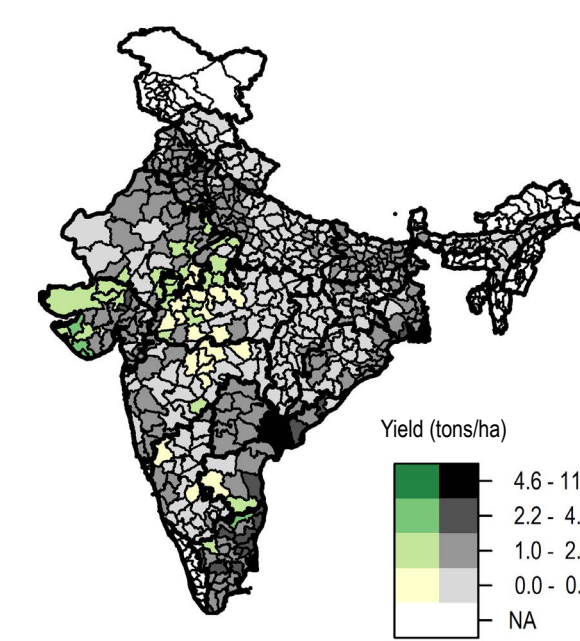 Yield (tons/ha)
4.6 - 11
2.2 - 4.
1.0 - 2.
0.0 - 0.
NA